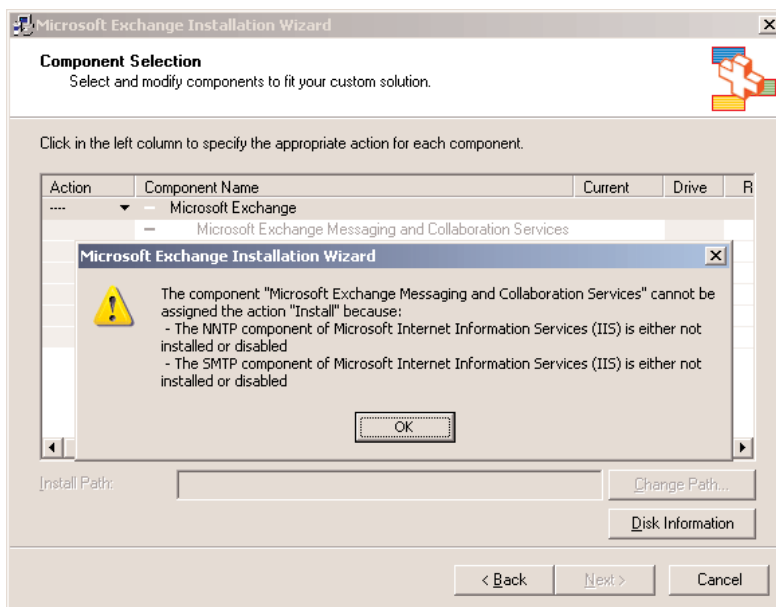 Microsoft Exchange Installation Wizard
Component Selection
Select and modify components to fit your custom solution.
Click in the left column to specify the appropriate action for each component.
Action Component Name Current Drive R
---- Microsoft Exchange
Microsoft Exchange Messaging and Collaboration Services
Microsoft Exchange Installation Wizard
The component "Microsoft Exchange Messaging and Collaboration Services" cannot be
assigned the action "Install" because:
- The NNTP component of Microsoft Internet Information Services (IIS) is either not
installed or disabled
- The SMTP component of Microsoft Internet Information Services (IIS) is either not
installed or disabled
OK
Install Path:
Change Path...
Disk Information
< Back Next > Cancel